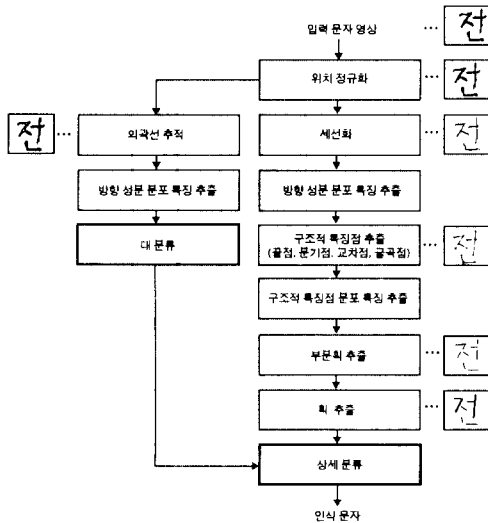 입력 문자 영상
전
위치 정규화
전
전
외곽선 추적
세선화
전
방향 성분 분포 특징 추출
방향 성분 분포 특징 추출
대 분류
구조적 특징점 추출
(끝점, 분기점, 교차점, 굴곡점)
전
구조적 특징점 분포 특징 추출
부분획 추출
전
획 추출
전
상세 분류
인식 문자